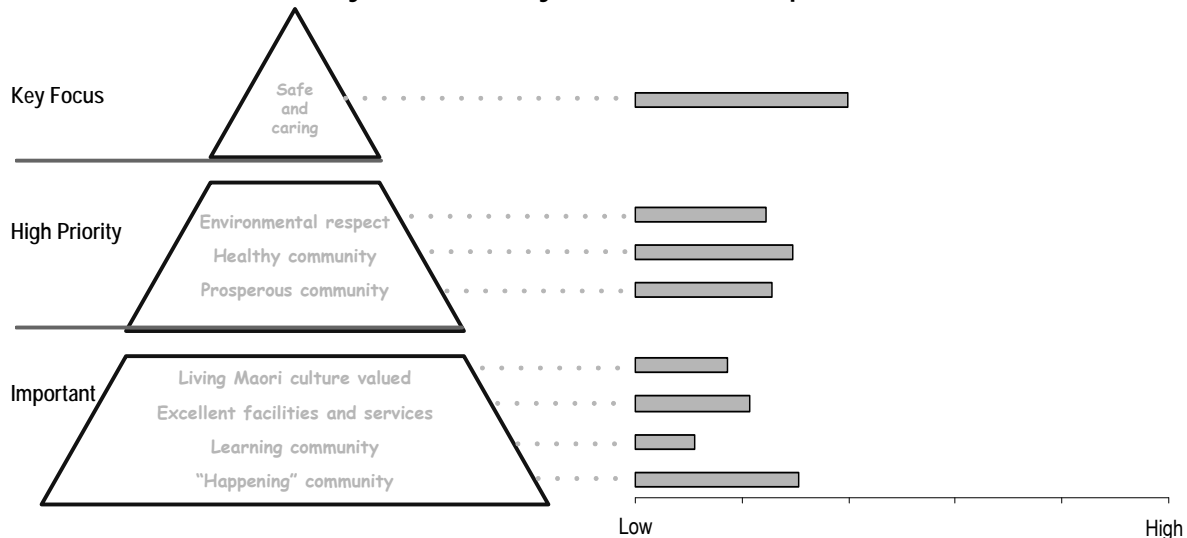 Key Focus
Safe
and
caring
High Priority
Environmental respect
Healthy community
Prosperous community
Important
Living Maori culture valued
Excellent facilities and services
Learning community
“Happening” community
Low
High